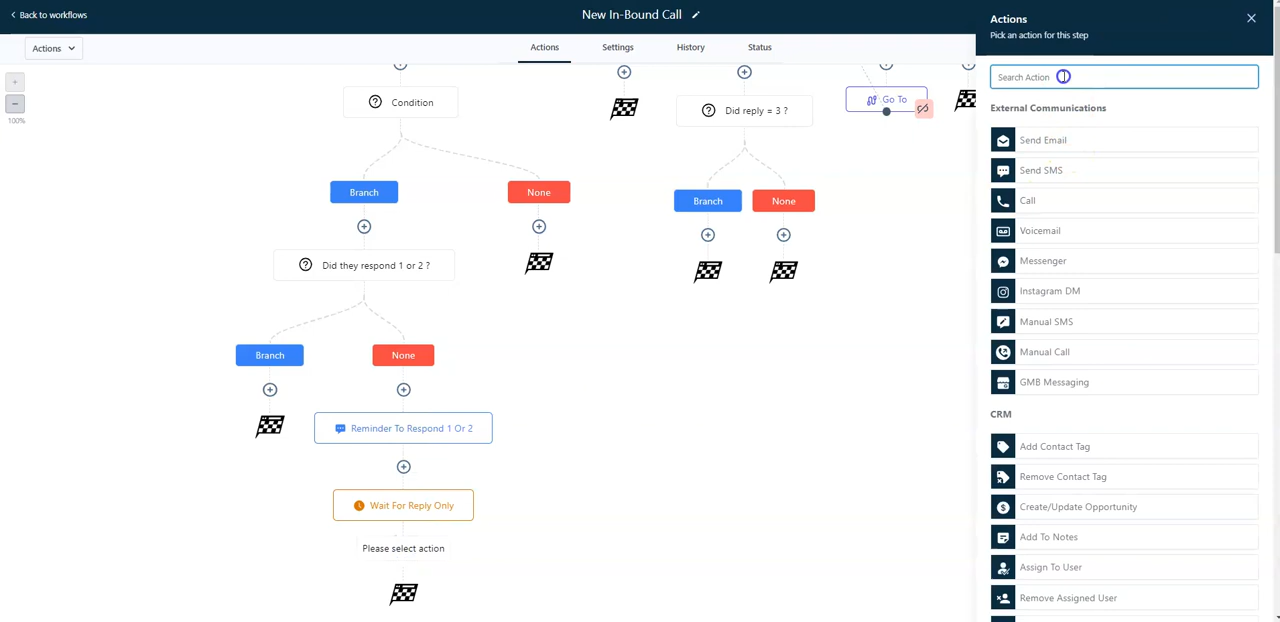 Back to workflows
New In-Bound Call
Actions
Actions
Settings
History
Status
100%
Condition
Branch
None
Did they respond 1 or 2 ?
Branch
None
Reminder To Respond 1 Or 2
Wait For Reply Only
Please select action
Did reply = 3 ?
Branch
None
Go To
Actions
Pick an action for this step
Search Action
External Communications
Send Email
Send SMS
Call
Voicemail
Messenger
Instagram DM
Manual SMS
Manual Call
GMB Messaging
CRM
Add Contact Tag
Remove Contact Tag
Create/Update Opportunity
Add To Notes
Assign To User
Remove Assigned User